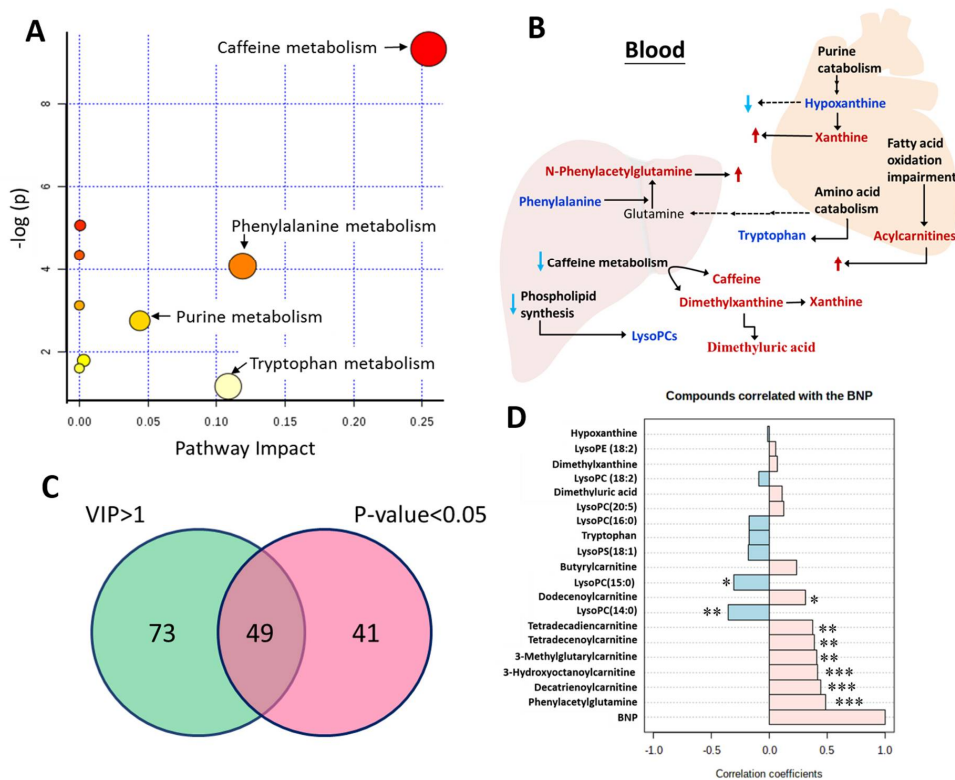 A
Caffeine metabolism
Phenylalanine metabolism
Purine metabolism
Tryptophan metabolism
-log (p)
8
6
4
2
0.00 0.05 0.10 0.15 0.20 0.25
Pathway Impact
B
Blood
Purine
catabolism
Hypoxanthine
Xanthine
Fatty acid
oxidation
impairment
N-Phenylacetylglutamine
Phenylalanine
Glutamine
Amino acid
catabolism
Tryptophan
Acylcarnitines
Caffeine metabolism
Caffeine
Dimethylxanthine
Xanthine
Phospholipid
synthesis
LysoPCs
Dimethyluric acid
C
VIP>1
P-value<0.05
73
49
41
Compounds correlated with the BNP
D
Hypoxanthine
LysoPE (18:2)
Dimethylxanthine
LysoPC (18:2)
Dimethyluric acid
LysoPC(20:5)
LysoPC(16:0)
Tryptophan
LysoPS(18:1)
Butyrylcarnitine
LysoPC(15:0) *
Dodecenoylcarnitine *
LysoPC(14:0) **
Tetradecadiencarnitine **
Tetradecenoylcarnitine **
3-Methylglutarylcarnitine **
3-Hydroxyoctanoylcarnitine ***
Decatrienoylcarnitine ***
Phenylacetylglutamine ***
BNP
-1.0 -0.5 0.0 0.5 1.0
Correlation coefficients